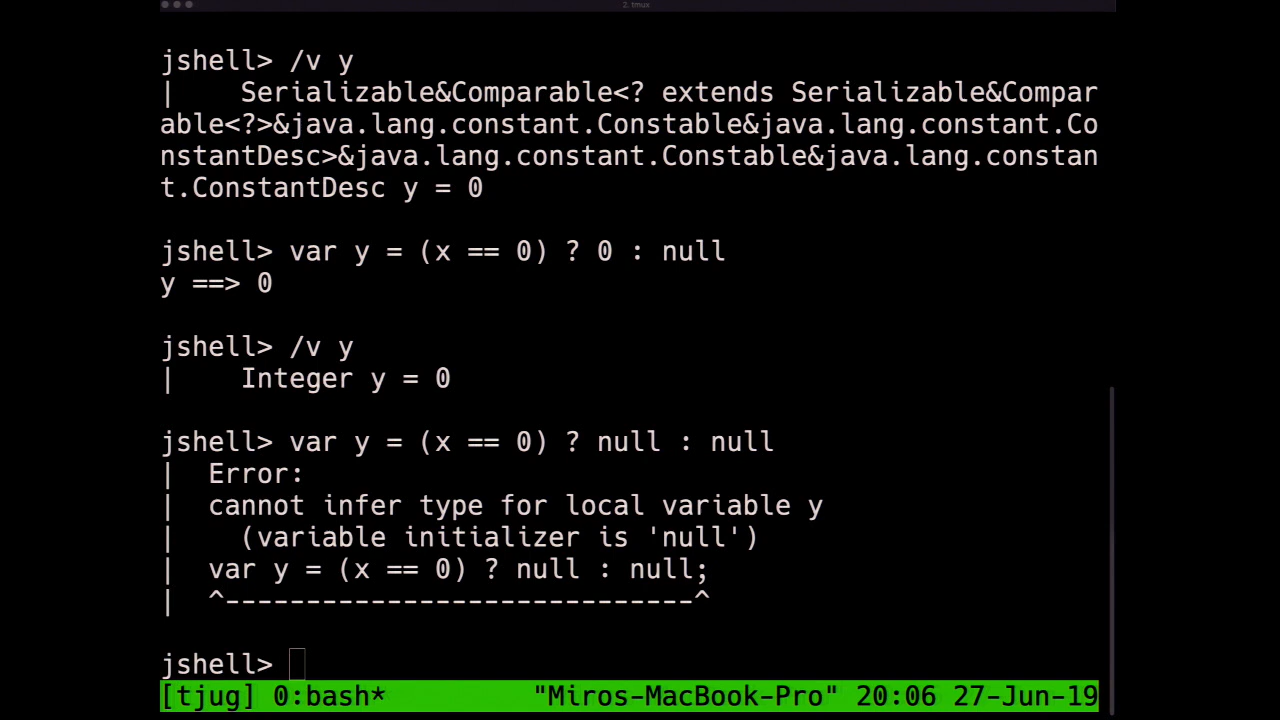 2. tmux
jshell> /v y
|    Serializable&Comparable<? extends Serializable&Compar
able<?>&java.lang.constant.Constable&java.lang.constant.Co
nstantDesc>&java.lang.constant.Constable&java.lang.constan
t.ConstantDesc y = 0
jshell> var y = (x == 0) ? 0 : null
y ==> 0
jshell> /v y
|    Integer y = 0
jshell> var y = (x == 0) ? null : null
|  Error:
|  cannot infer type for local variable y
|    (variable initializer is 'null')
|  var y = (x == 0) ? null : null;
|  ^-----------------------------^
jshell>
[tjug] 0:bash*         "Miros-MacBook-Pro" 20:06 27-Jun-19